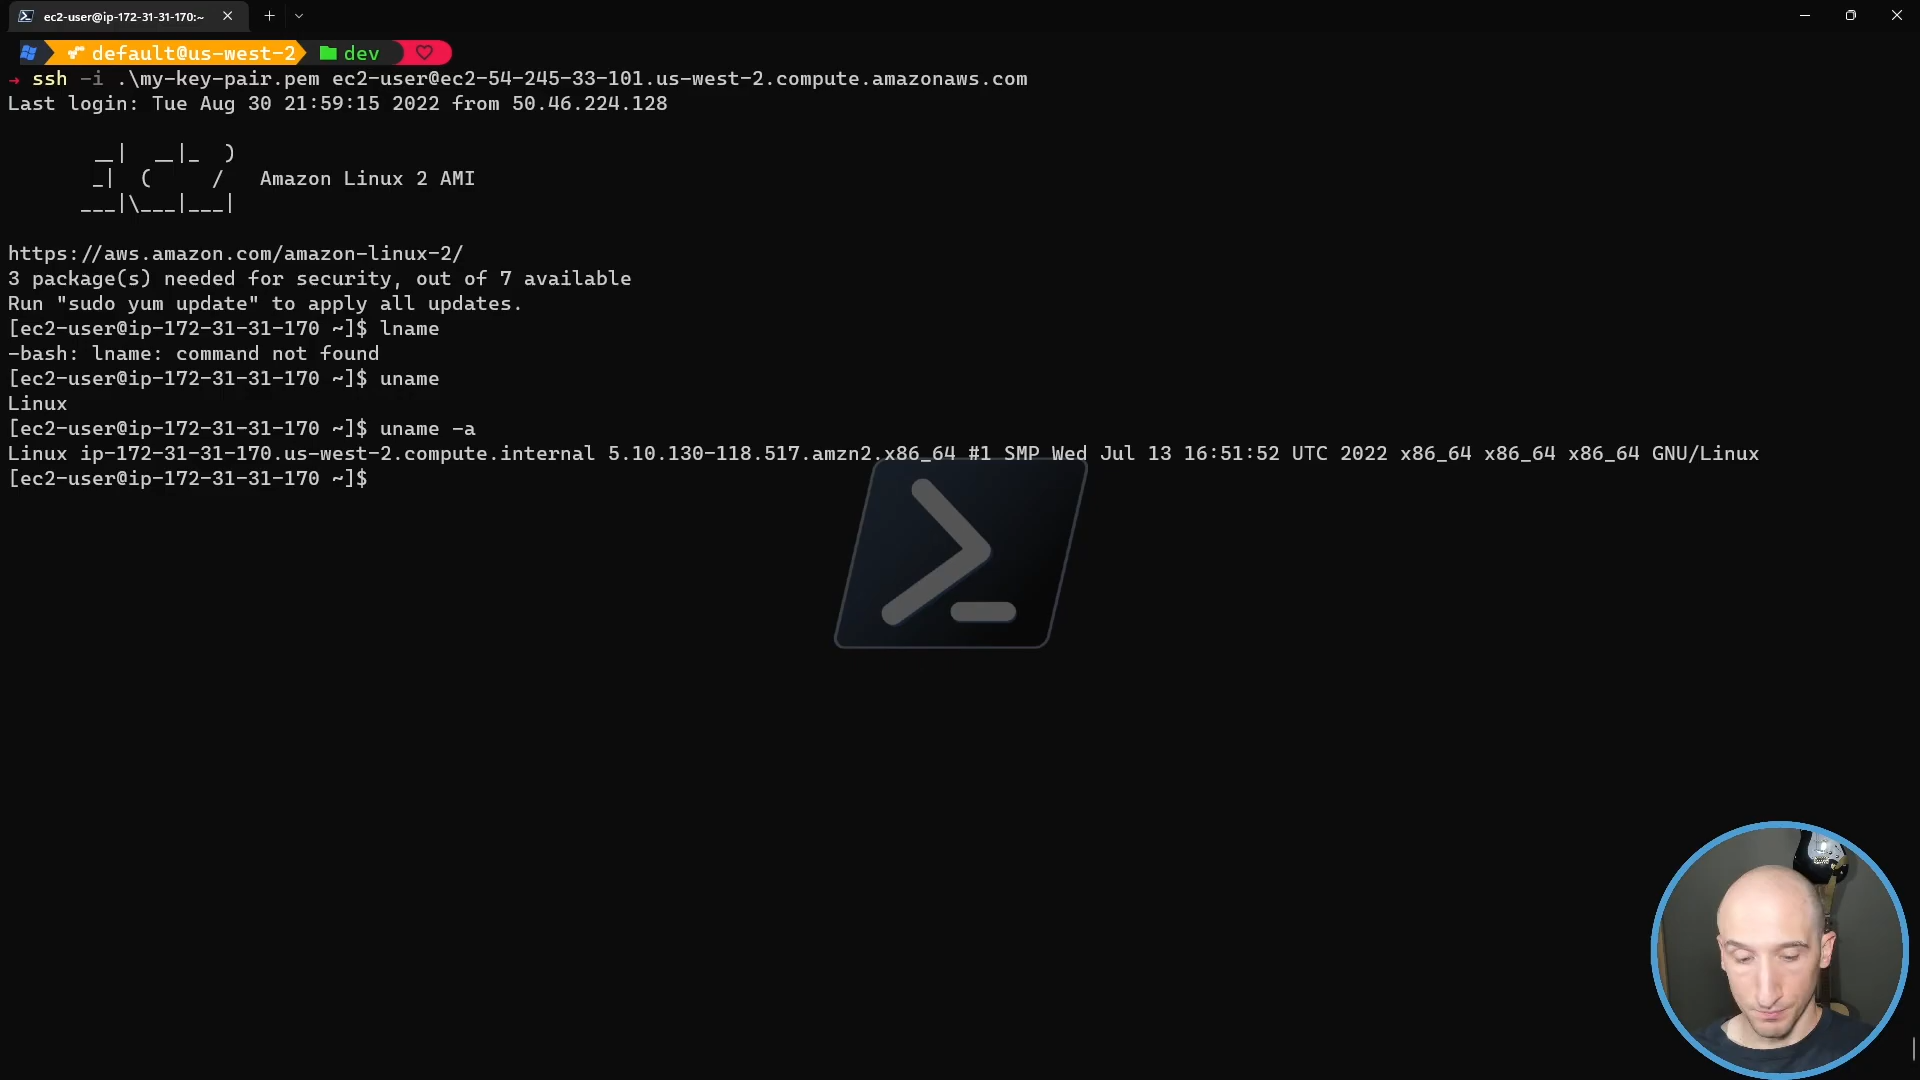 ec2-user@ip-172-31-31-170:~
default@us-west-2 dev
→ ssh -i .\my-key-pair.pem ec2-user@ec2-54-245-33-101.us-west-2.compute.amazonaws.com
Last login: Tue Aug 30 21:59:15 2022 from 50.46.224.128
__|  __|_  )
_|  (     /   Amazon Linux 2 AMI
___|\___|___|
https://aws.amazon.com/amazon-linux-2/
3 package(s) needed for security, out of 7 available
Run "sudo yum update" to apply all updates.
[ec2-user@ip-172-31-31-170 ~]$ lname
-bash: lname: command not found
[ec2-user@ip-172-31-31-170 ~]$ uname
Linux
[ec2-user@ip-172-31-31-170 ~]$ uname -a
Linux ip-172-31-31-170.us-west-2.compute.internal 5.10.130-118.517.amzn2.x86_64 #1 SMP Wed Jul 13 16:51:52 UTC 2022 x86_64 x86_64 x86_64 GNU/Linux
[ec2-user@ip-172-31-31-170 ~]$